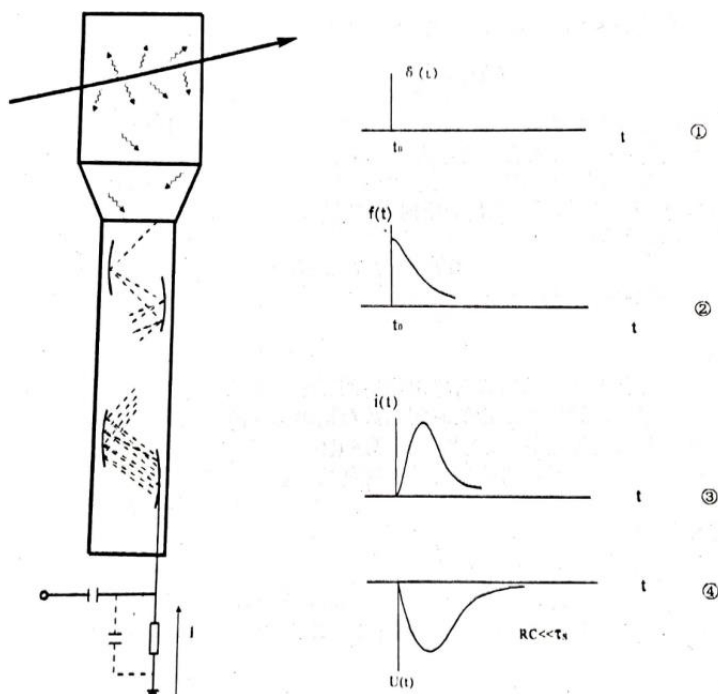 δ(t)
t₀
t
①
f(t)
t₀
t
②
i(t)
t
③
t
④
RC<<τs
U(t)
I